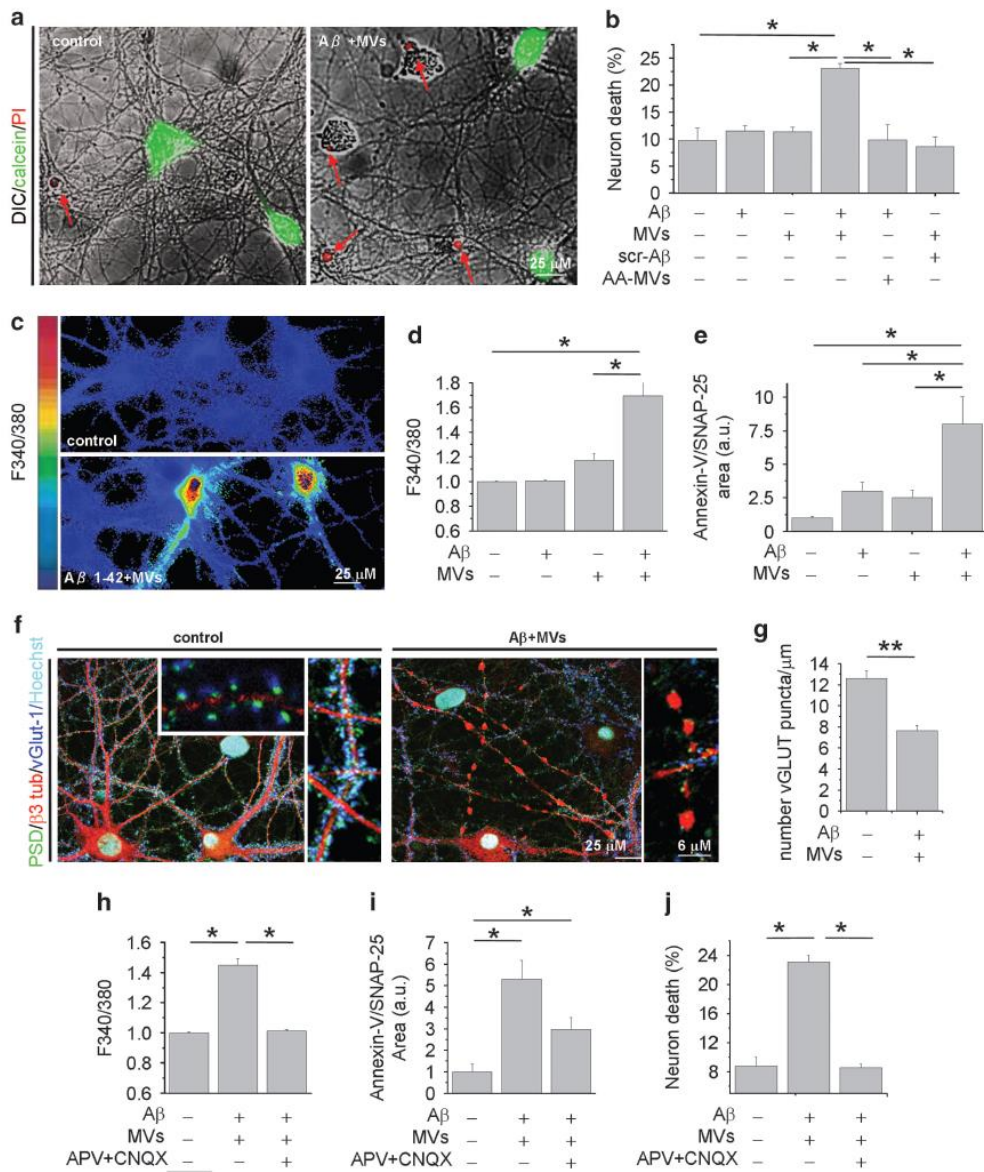 a
control
Aβ +MVs
25 μM
DIC/calcein/PI
b
Neuron death (%)
25
20
15
10
5
0
*
* * *
Aβ – + – + + –
MVs – – + + – +
scr-Aβ – – – – – +
AA-MVs – – – – + –
c
F340/380
control
Aβ 1-42+MVs
25 μM
d
F340/380
1.8
1.6
1.4
1.2
1.0
0.8
0.6
*
*
Aβ – + – +
MVs – – + +
e
Annexin-V/SNAP-25
area (a.u.)
10
7.5
5
2.5
0
*
*
*
Aβ – + – +
MVs – – + +
f
control
Aβ+MVs
PSD/β3 tub/vGlut-1/Hoechst
25 μM
6 μM
g
number vGLUT puncta/μm
14
12
10
8
6
4
2
0
**
Aβ – +
MVs – +
h
F340/380
1.6
1.4
1.2
1.0
0.8
0.6
* *
Aβ – + +
MVs – + +
APV+CNQX – – +
i
Annexin-V/SNAP-25
Area (a.u.)
7
6
5
4
3
2
1
0
*
*
Aβ – + +
MVs – + +
APV+CNQX – – +
j
Neuron death (%)
24
20
16
12
8
* *
Aβ – + +
MVs – + +
APV+CNQX – – +